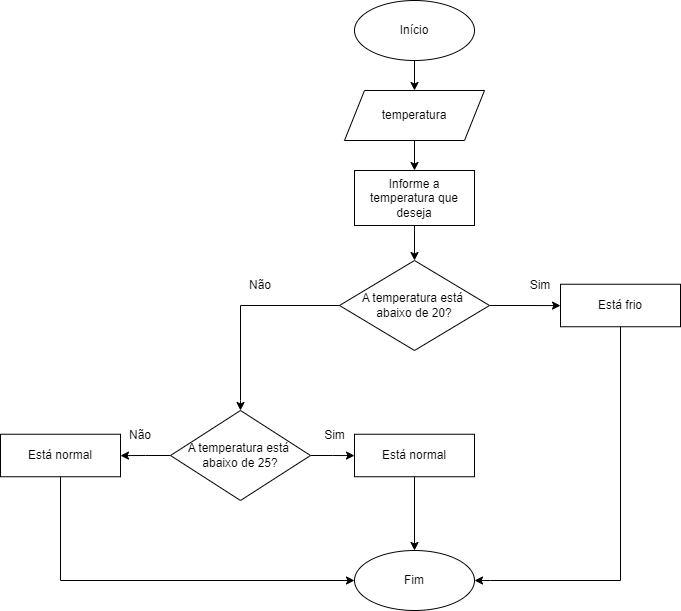 Início
temperatura
Informe a
temperatura que
deseja
Não
Sim
A temperatura está
abaixo de 20?
Está frio
Não
Sim
Está normal
A temperatura está
abaixo de 25?
Está normal
Fim